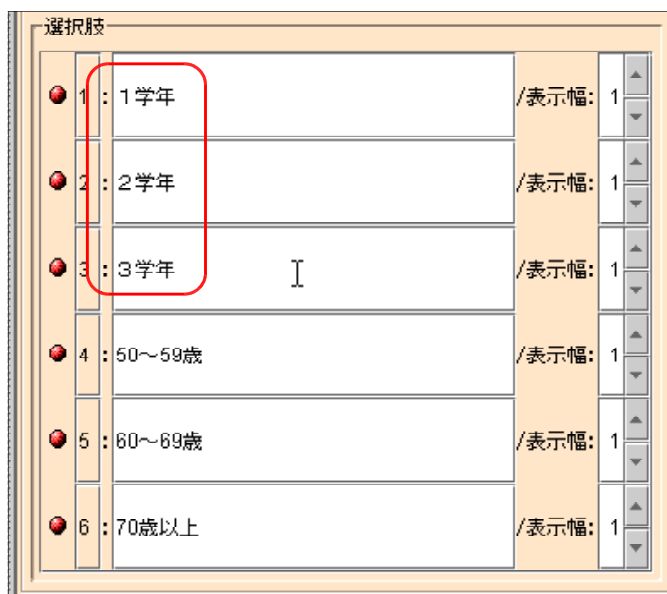 選択肢
1 : 1学年 /表示幅: 1
2 : 2学年 /表示幅: 1
3 : 3学年 /表示幅: 1
4 : 50~59歳 /表示幅: 1
5 : 60~69歳 /表示幅: 1
6 : 70歳以上 /表示幅: 1